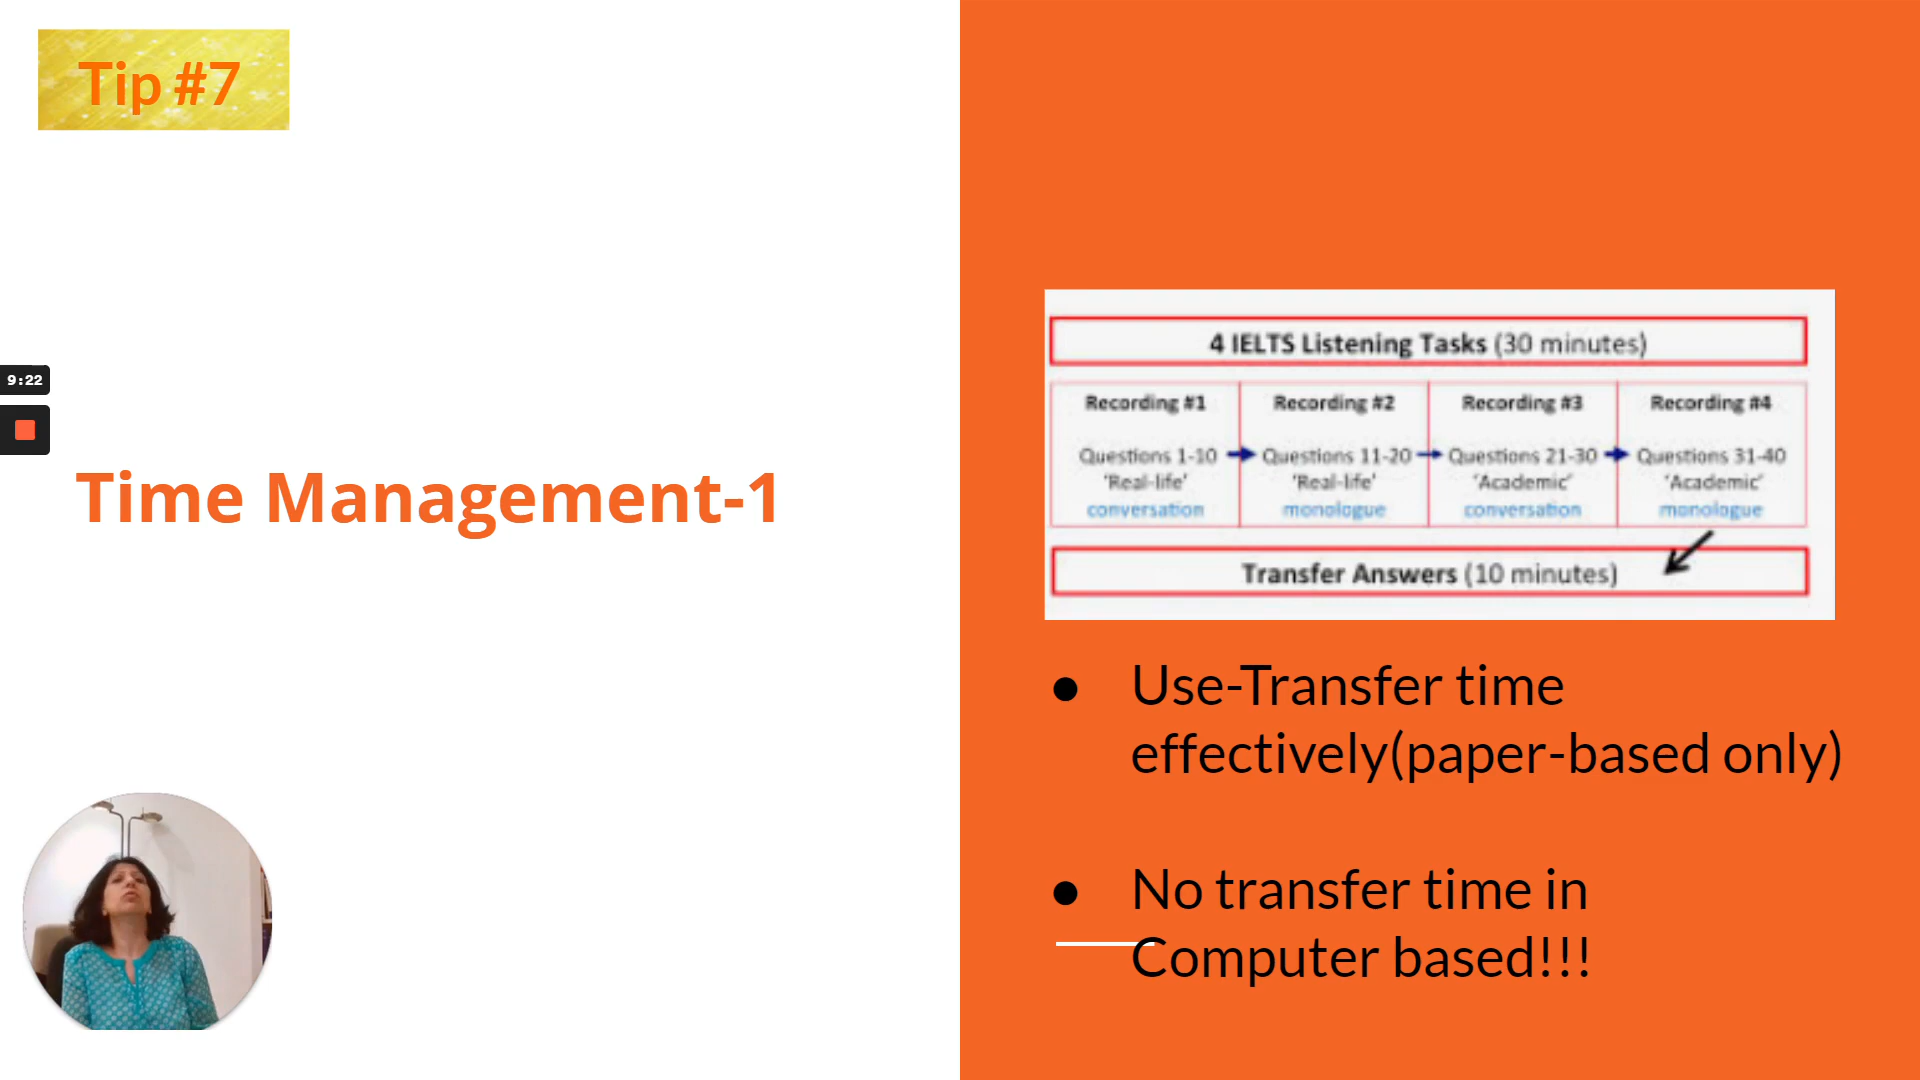 Tip #7
9:22
Time Management-1
4 IELTS Listening Tasks (30 minutes)
Recording #1 Recording #2 Recording #3 Recording #4
Questions 1-10 Questions 11-20 Questions 21-30 Questions 31-40
'Real-life' 'Real-life' 'Academic' 'Academic'
conversation monologue conversation monologue
Transfer Answers (10 minutes)
● Use-Transfer time
effectively(paper-based only)
● No transfer time in
Computer based!!!